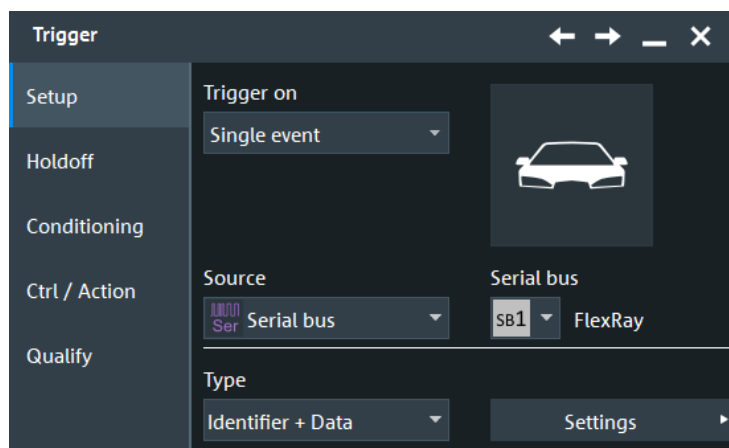 Trigger
Setup
Holdoff
Conditioning
Ctrl / Action
Qualify
Trigger on
Single event
Source
Serial bus
Ser Serial bus
SB1 FlexRay
Type
Identifier + Data
Settings